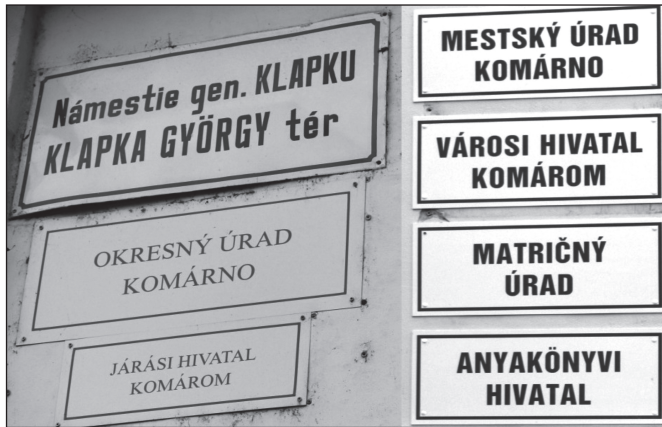 Námestie gen. KLAPKU
KLAPKA GYÖRGY tér
OKRESNÝ ÚRAD
KOMÁRNO
JÁRÁSI HIVATAL
KOMÁROM
MESTSKÝ ÚRAD
KOMÁRNO
VÁROSI HIVATAL
KOMÁROM
MATRIČNÝ
ÚRAD
ANYAKÖNYVI
HIVATAL